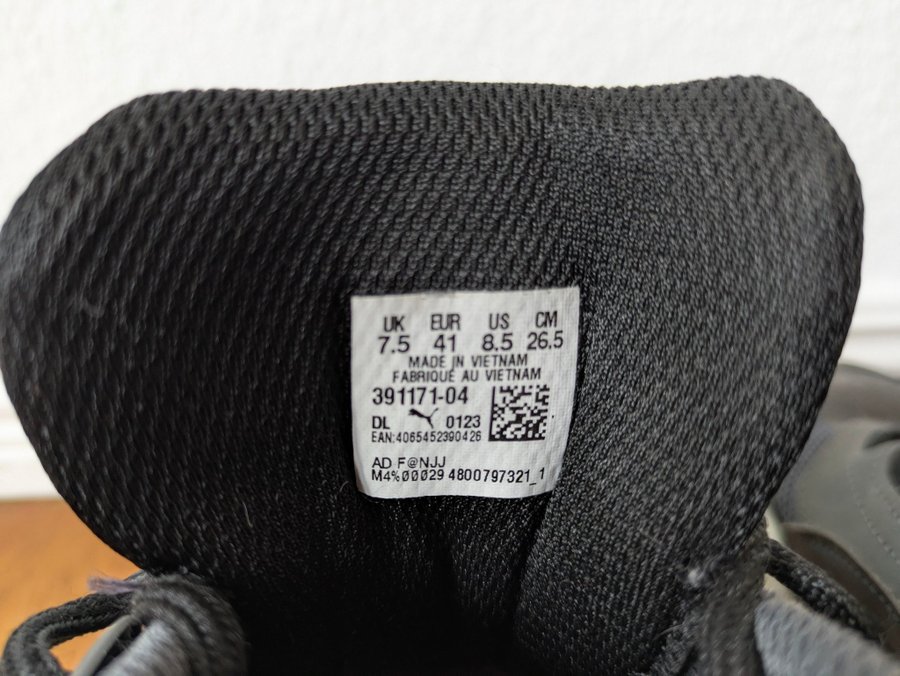 UK EUR US CM
7.5 41 8.5 26.5
MADE IN VIETNAM
FABRIQUÉ AU VIETNAM
391171-04
DL 0123
EAN:4065452390426
AD F@NJJ
M4%00029 4800797321_1